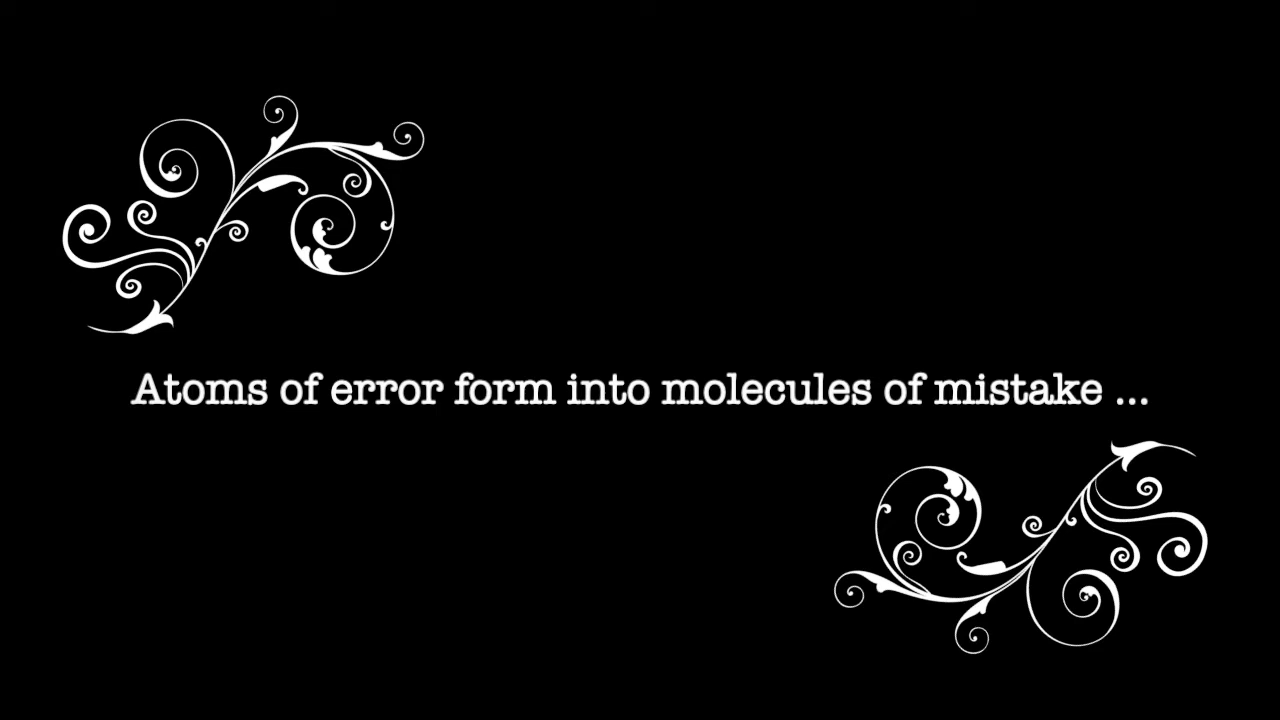 Atoms of error form into molecules of mistake ...